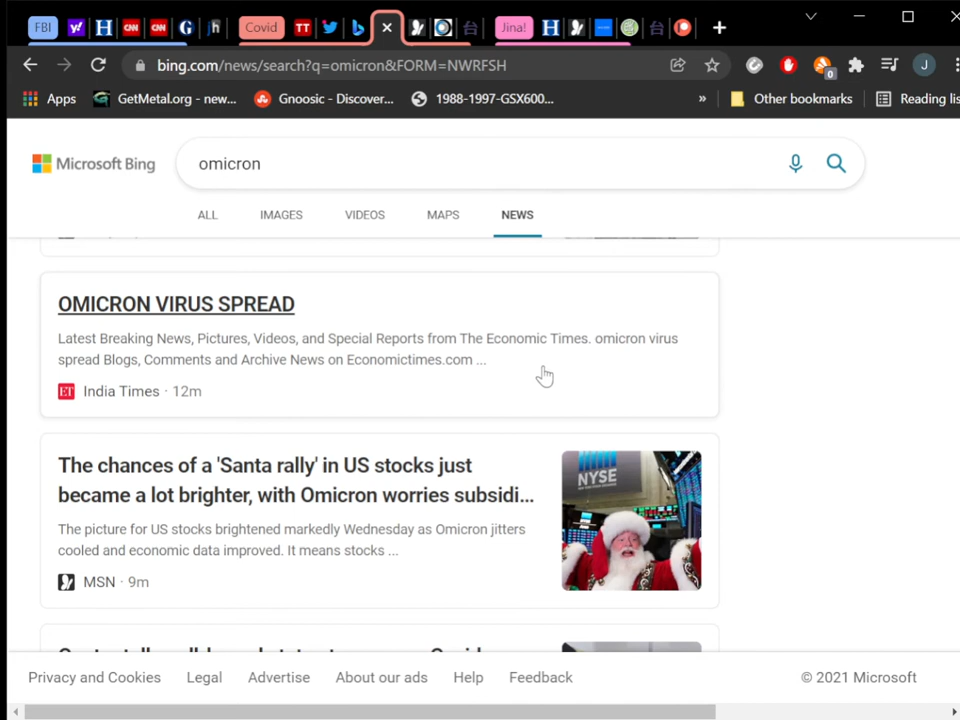 FBI
Covid
Jina!
bing.com/news/search?q=omicron&FORM=NWRFSH
0
J
Apps
GetMetal.org - new...
Gnoosic - Discover...
1988-1997-GSX600...
»
Other bookmarks
Reading lis
Microsoft Bing
omicron
ALL
IMAGES
VIDEOS
MAPS
NEWS
OMICRON VIRUS SPREAD
Latest Breaking News, Pictures, Videos, and Special Reports from The Economic Times. omicron virus
spread Blogs, Comments and Archive News on Economictimes.com ...
ET India Times · 12m
The chances of a 'Santa rally' in US stocks just
became a lot brighter, with Omicron worries subsidi...
The picture for US stocks brightened markedly Wednesday as Omicron jitters
cooled and economic data improved. It means stocks ...
MSN · 9m
NYSE
Privacy and Cookies
Legal
Advertise
About our ads
Help
Feedback
© 2021 Microsoft